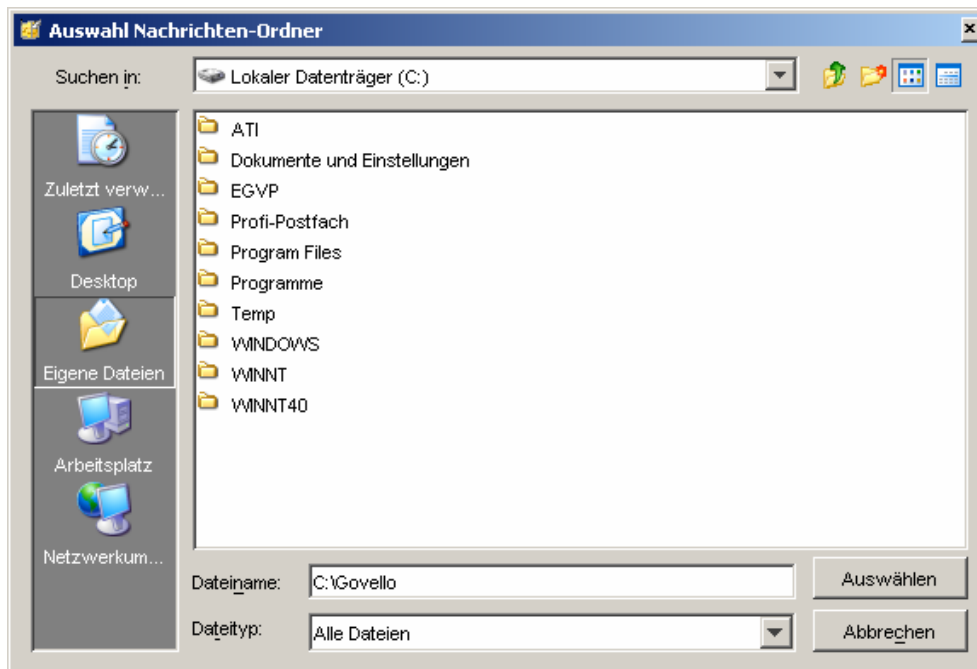 Auswahl Nachrichten-Ordner
Suchen in:
Lokaler Datenträger (C:)
Zuletzt verw...
Desktop
Eigene Dateien
Arbeitsplatz
Netzwerkum...
ATI
Dokumente und Einstellungen
EGVP
Profi-Postfach
Program Files
Programme
Temp
WINDOWS
WINNT
WINNT40
Dateiname:
C:\Govello
Auswählen
Dateityp:
Alle Dateien
Abbrechen